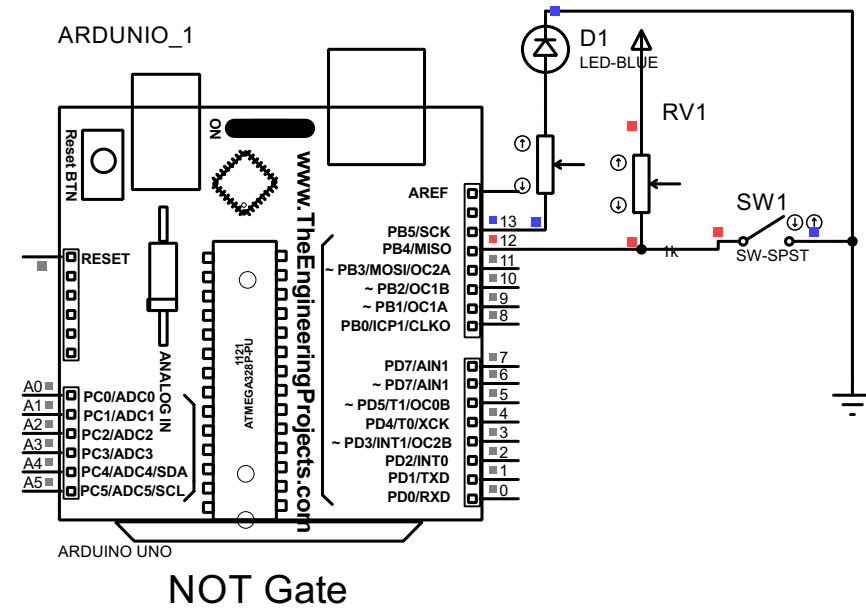 ARDUNIO_1
D1
LED-BLUE
RV1
1k
SW1
SW-SPST
Reset BTN
ON
www.TheEngineeringProjects.com
AREF
PB5/SCK 13
PB4/MISO 12
~ PB3/MOSI/OC2A 11
~ PB2/OC1B 10
~ PB1/OC1A 9
PB0/ICP1/CLKO 8
RESET
1121
ATMEGA328P-PU
ANALOG IN
PD7/AIN1 7
~ PD7/AIN1 6
~ PD5/T1/OC0B 5
PD4/T0/XCK 4
~ PD3/INT1/OC2B 3
PD2/INT0 2
PD1/TXD 1
PD0/RXD 0
A0 PC0/ADC0
A1 PC1/ADC1
A2 PC2/ADC2
A3 PC3/ADC3
A4 PC4/ADC4/SDA
A5 PC5/ADC5/SCL
ARDUINO UNO
NOT Gate